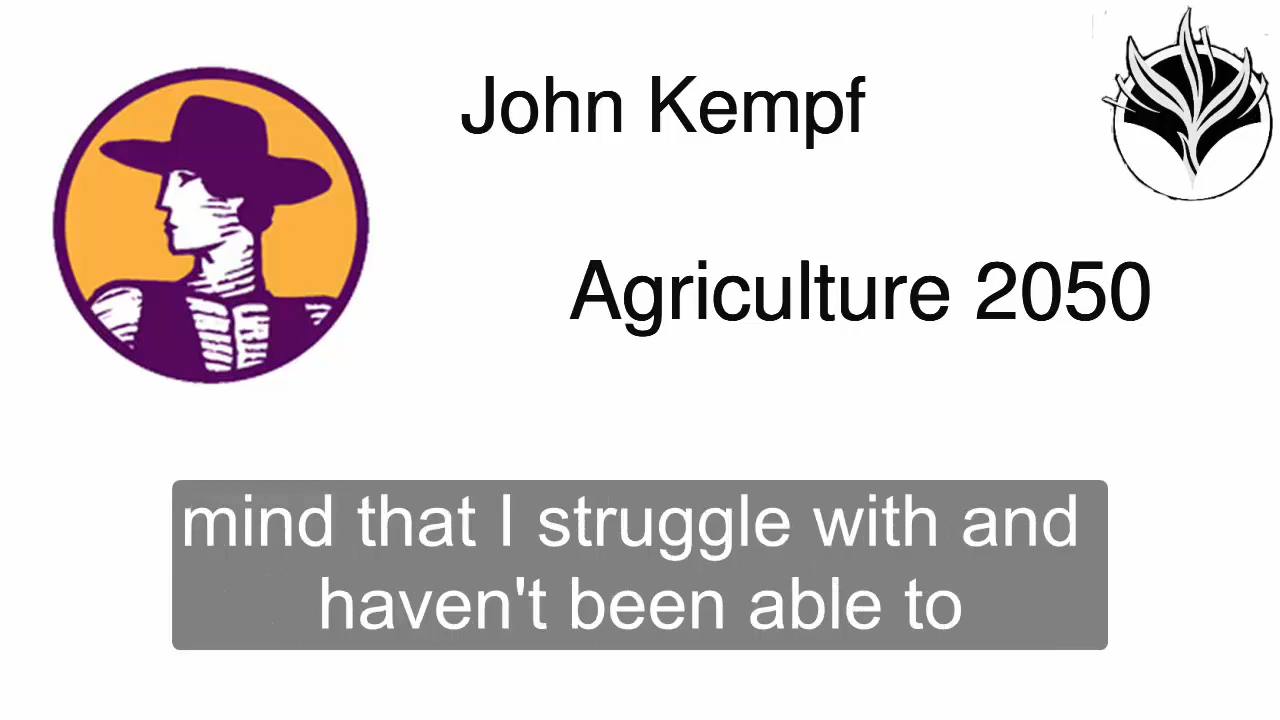 John Kempf
Agriculture 2050
mind that I struggle with and
haven't been able to